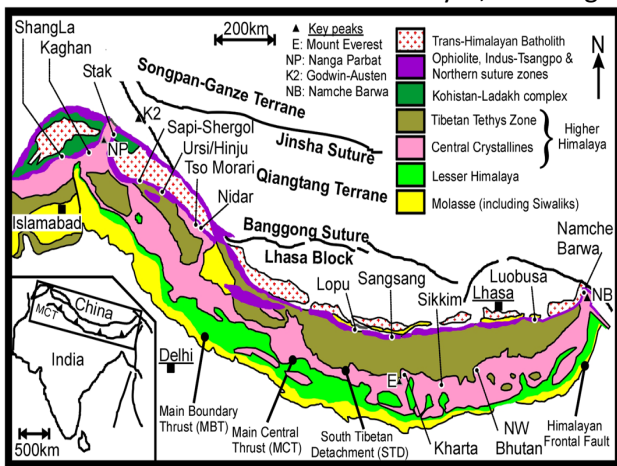 ShangLa
Kaghan
Stak
200km
▲ Key peaks
E: Mount Everest
NP: Nanga Parbat
K2: Godwin-Austen
NB: Namche Barwa
Trans-Himalayan Batholith
Ophiolite, Indus-Tsangpo &
Northern suture zones
Kohistan-Ladakh complex
Tibetan Tethys Zone
Central Crystallines
Higher
Himalaya
Lesser Himalaya
Molasse (including Siwaliks)
N
Songpan-Ganze Terrane
K2
Sapi-Shergol
NP
Ursi/Hinju
Tso Morari
Nidar
Jinsha Suture
Qiangtang Terrane
Banggong Suture
Lhasa Block
Islamabad
Lopu
Sangsang
Sikkim
Lhasa
Luobusa
Namche
Barwa
NB
China
MCT
India
500km
Delhi
E
Main Boundary
Thrust (MBT)
Main Central
Thrust (MCT)
South Tibetan
Detachment (STD)
Kharta
NW
Bhutan
Himalayan
Frontal Fault